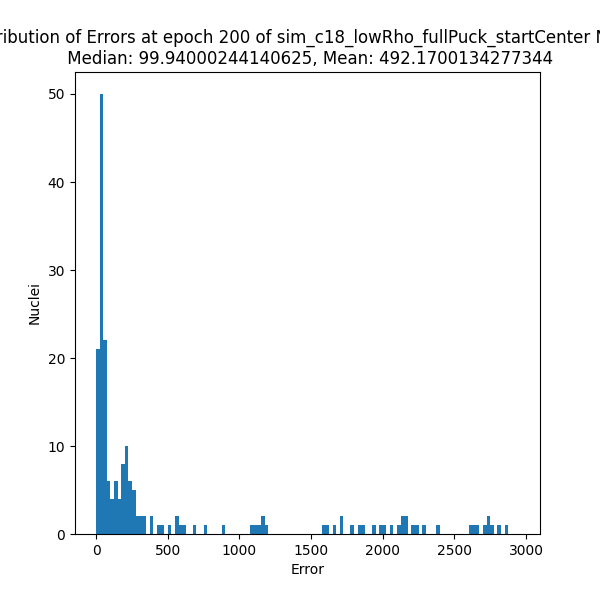 ribution of Errors at epoch 200 of sim_c18_lowRho_fullPuck_startCenter N
Median: 99.94000244140625, Mean: 492.1700134277344
50
40
30
20
10
0
Nuclei
0 500 1000 1500 2000 2500 3000
Error